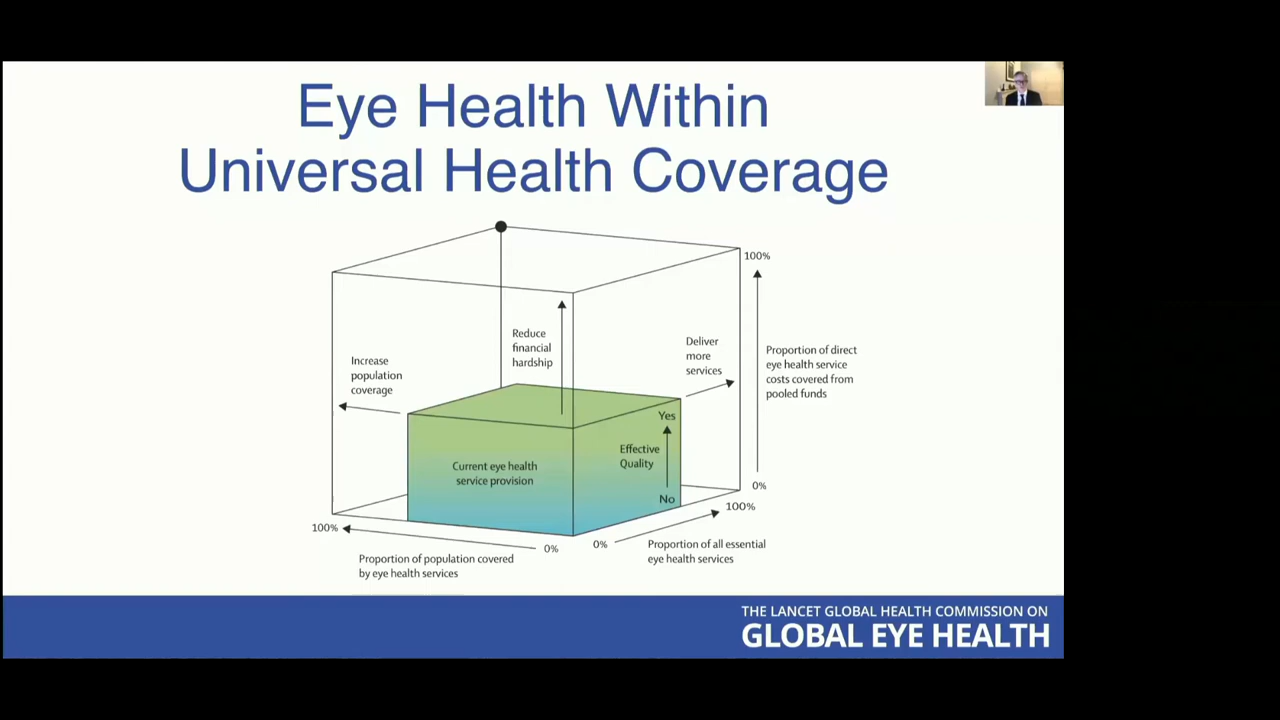 Eye Health Within
Universal Health Coverage
100%
Reduce
financial
hardship
Deliver
more
services
Proportion of direct
eye health service
costs covered from
pooled funds
Increase
population
coverage
Yes
Effective
Quality
No
Current eye health
service provision
0%
100%
100%
0%
0%
Proportion of population covered
by eye health services
Proportion of all essential
eye health services
THE LANCET GLOBAL HEALTH COMMISSION ON
GLOBAL EYE HEALTH